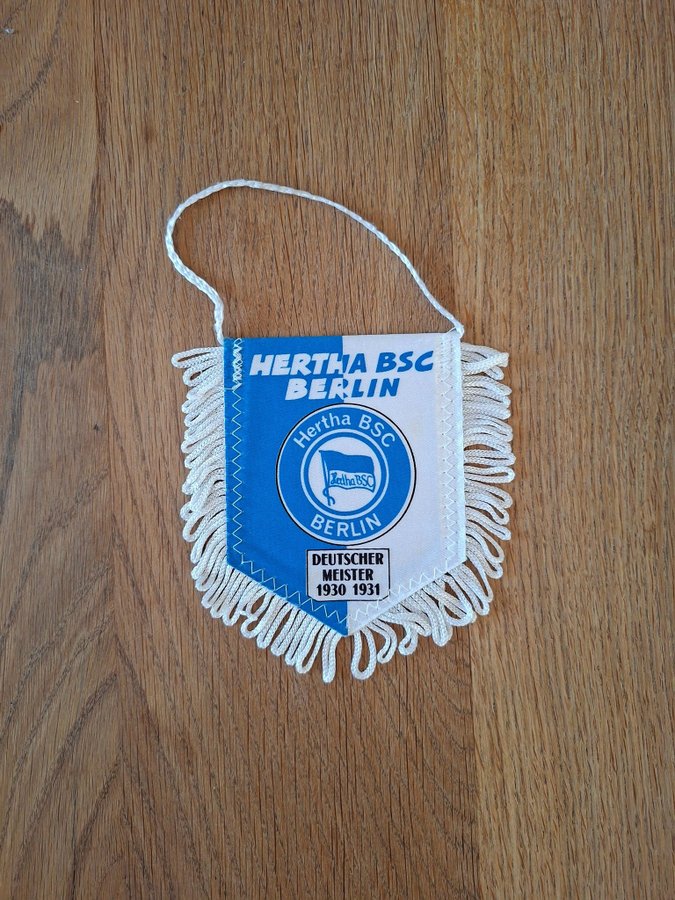 HERTHA BSC
BERLIN
Hertha BSC
Hertha BSC
BERLIN
DEUTSCHER
MEISTER
1930 1931